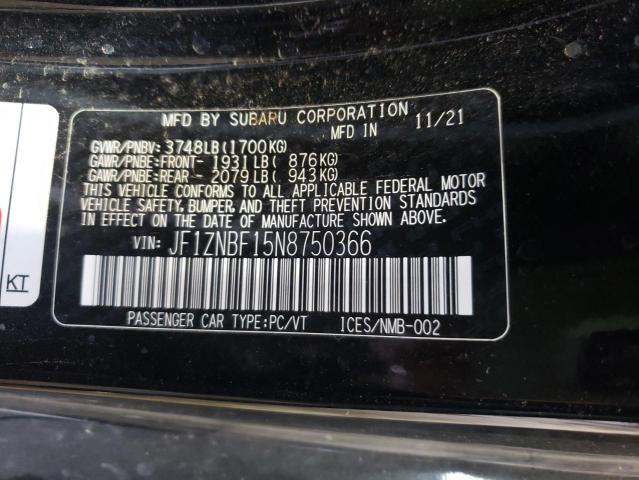 MFD BY SUBARU CORPORATION
MFD IN 11/21
GVWR/PNBV: 3748LB(1700KG)
GAWR/PNBE:FRONT- 1931LB( 876KG)
GAWR/PNBE:REAR - 2079LB( 943KG)
THIS VEHICLE CONFORMS TO ALL APPLICABLE FEDERAL MOTOR
VEHICLE SAFETY, BUMPER, AND THEFT PREVENTION STANDARDS
IN EFFECT ON THE DATE OF MANUFACTURE SHOWN ABOVE.
VIN: JF1ZNBF15N8750366
PASSENGER CAR TYPE:PC/VT ICES/NMB-002
KT